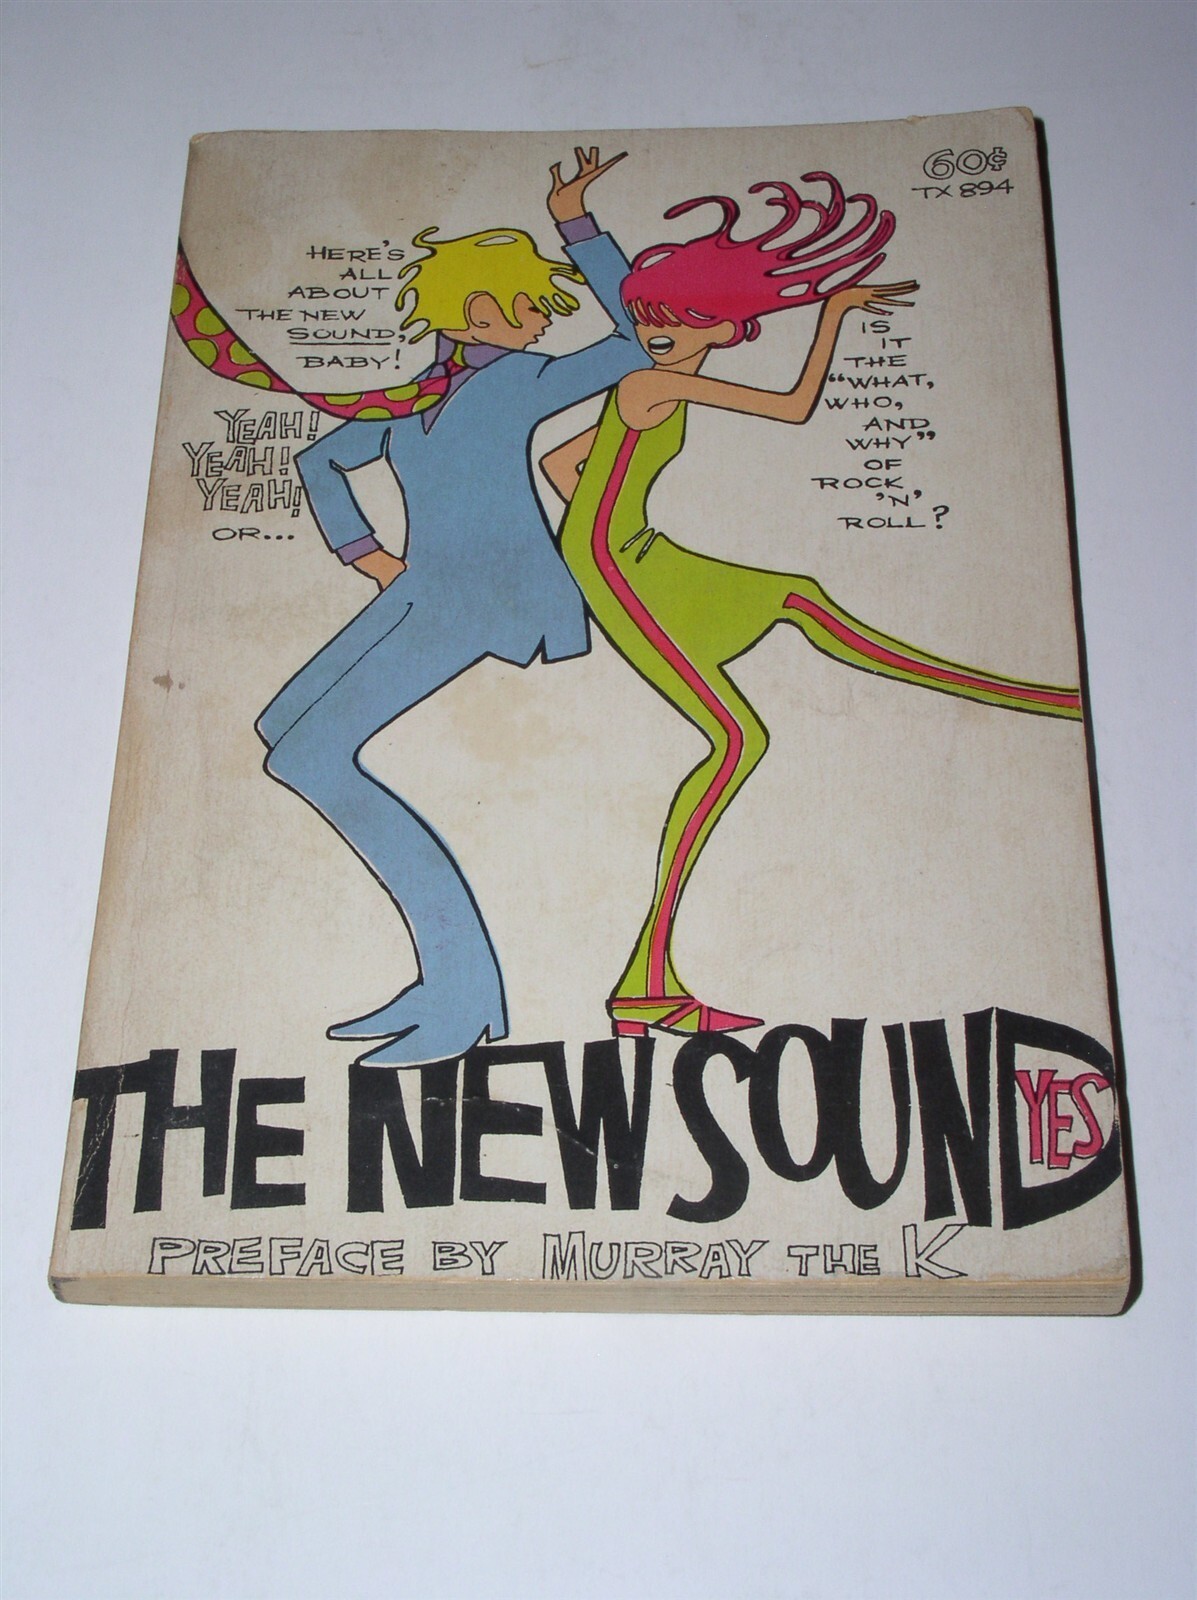 60¢
TX 894
HERE'S
ALL
ABOUT
THE NEW
SOUND,
BABY!
YEAH!
YEAH!
YEAH!
OR...
IS
IT
THE
"WHAT,
WHO,
AND
WHY"
OF
ROCK
'N'
ROLL?
THE NEW SOUND
YES
PREFACE BY MURRAY THE K